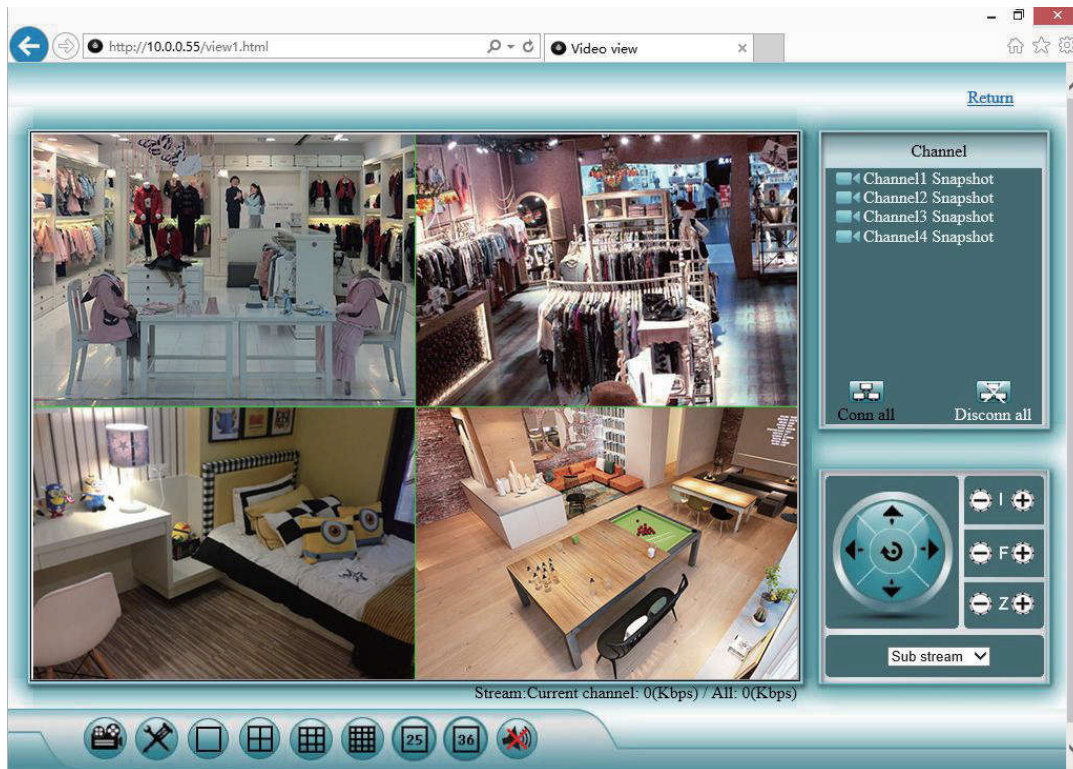 http://10.0.0.55/view1.html
Video view
Return
Channel
Channel1 Snapshot
Channel2 Snapshot
Channel3 Snapshot
Channel4 Snapshot
Conn all
Disconn all
I
F
Z
Sub stream
Stream:Current channel: 0(Kbps) / All: 0(Kbps)
25
36